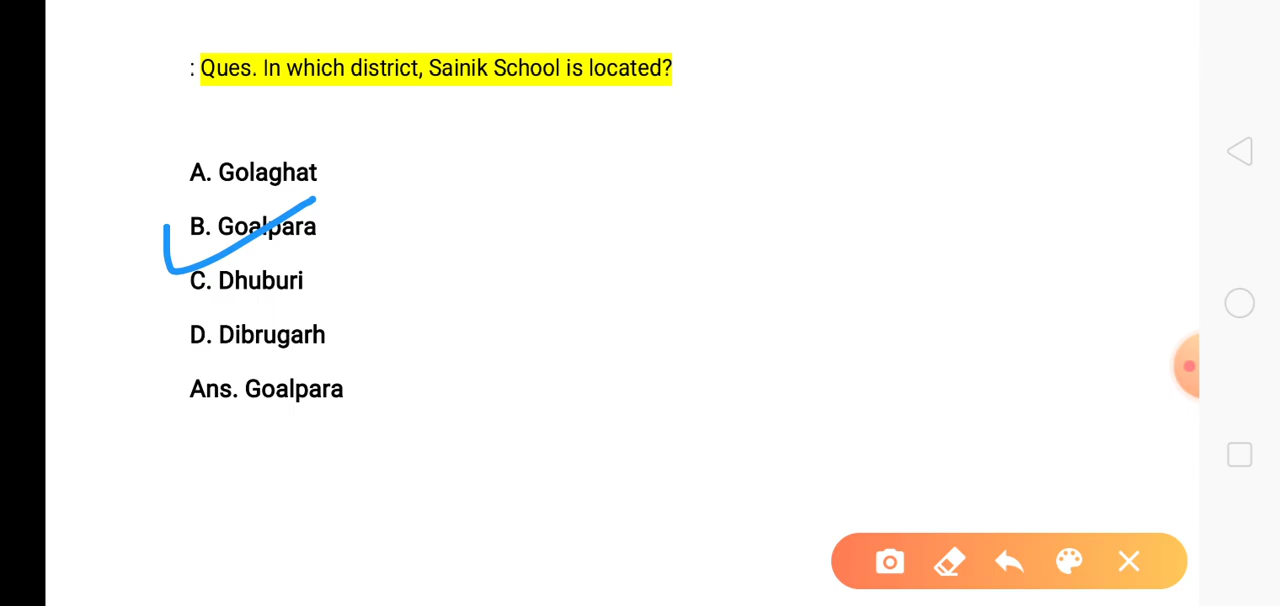 : Ques. In which district, Sainik School is located?
A. Golaghat
B. Goalpara
C. Dhuburi
D. Dibrugarh
Ans. Goalpara